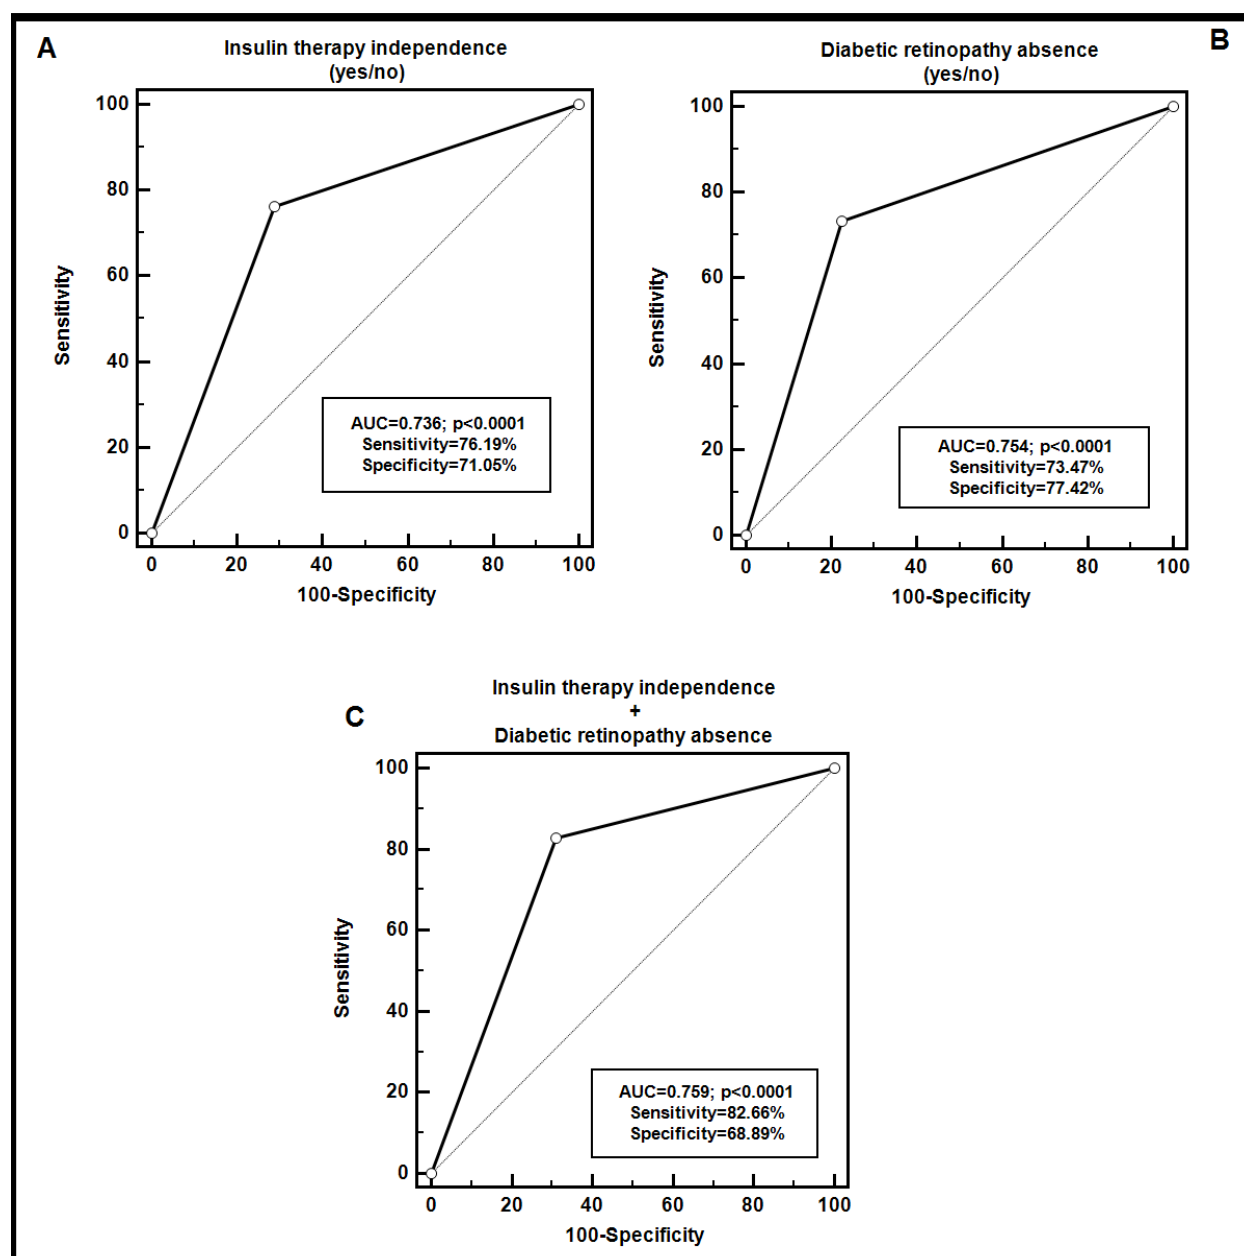 A
Insulin therapy independence
(yes/no)
100
80
60
40
20
0
Sensitivity
AUC=0.736; p<0.0001
Sensitivity=76.19%
Specificity=71.05%
0 20 40 60 80 100
100-Specificity
B
Diabetic retinopathy absence
(yes/no)
100
80
60
40
20
0
Sensitivity
AUC=0.754; p<0.0001
Sensitivity=73.47%
Specificity=77.42%
0 20 40 60 80 100
100-Specificity
C
Insulin therapy independence
+
Diabetic retinopathy absence
100
80
60
40
20
0
Sensitivity
AUC=0.759; p<0.0001
Sensitivity=82.66%
Specificity=68.89%
0 20 40 60 80 100
100-Specificity